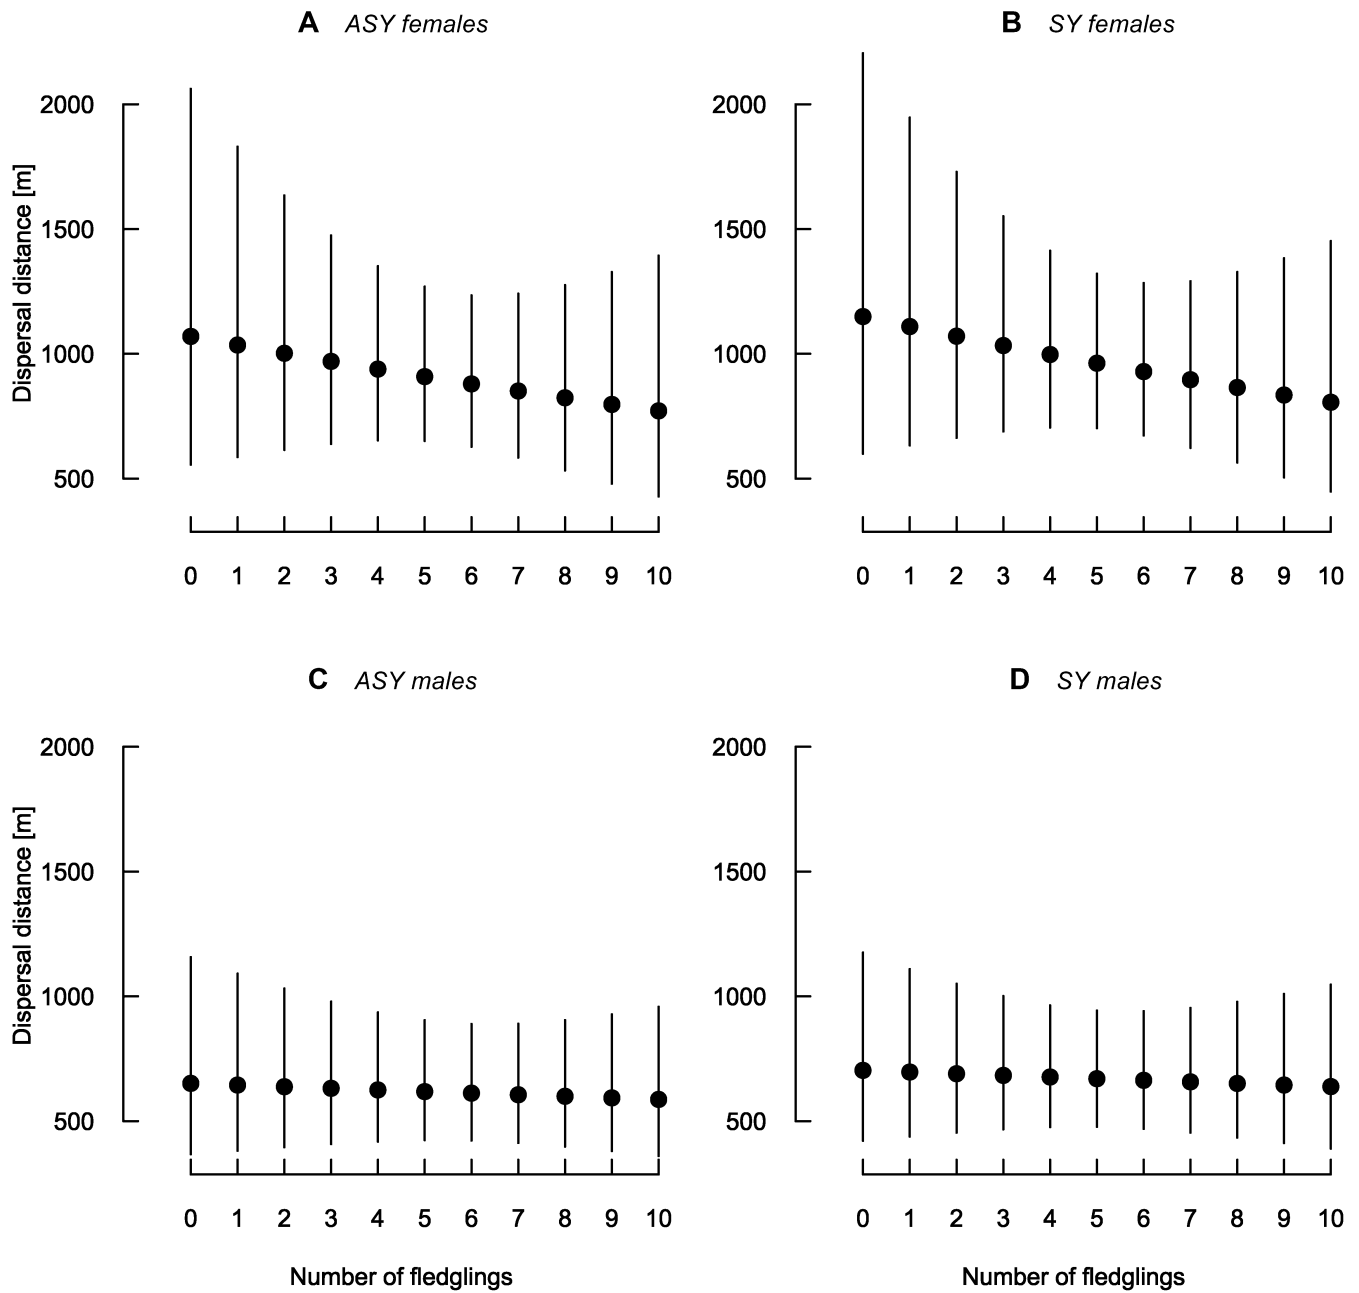 A ASY females
B SY females
Dispersal distance [m]
2000
1500
1000
500
0 1 2 3 4 5 6 7 8 9 10
2000
1500
1000
500
0 1 2 3 4 5 6 7 8 9 10
C ASY males
D SY males
Dispersal distance [m]
2000
1500
1000
500
0 1 2 3 4 5 6 7 8 9 10
Number of fledglings
2000
1500
1000
500
0 1 2 3 4 5 6 7 8 9 10
Number of fledglings